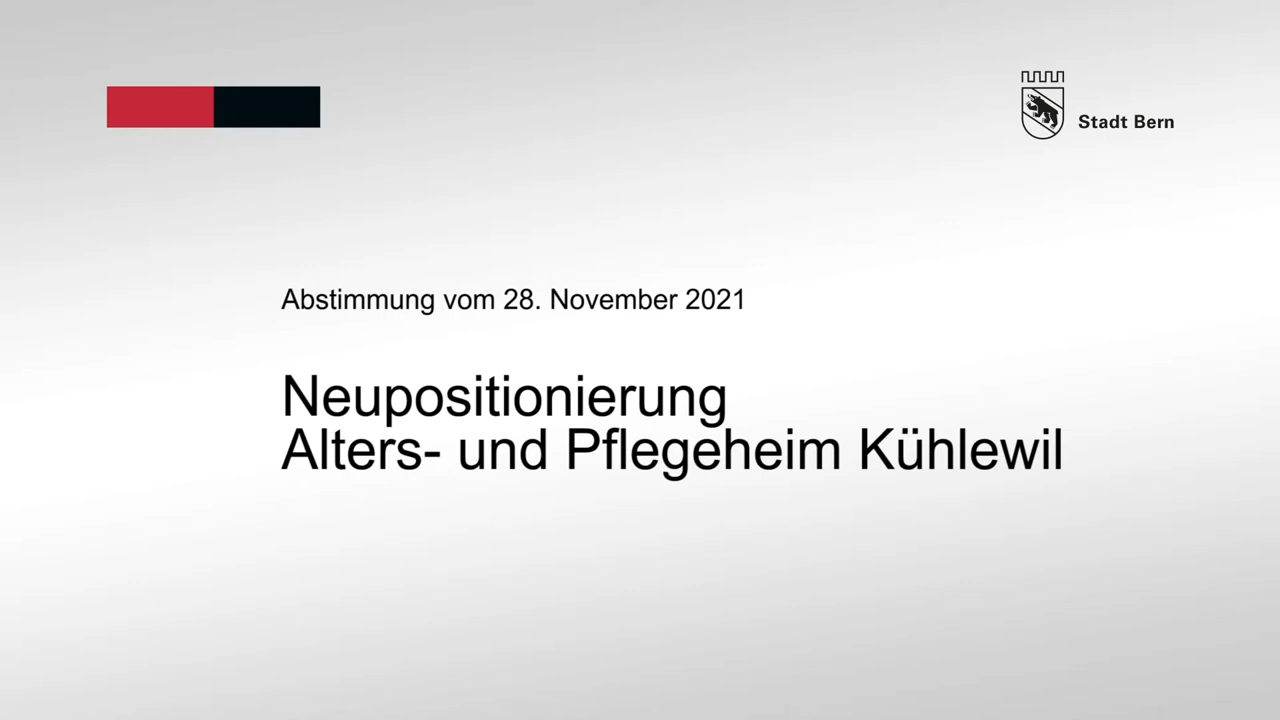 Stadt Bern
Abstimmung vom 28. November 2021
Neupositionierung
Alters- und Pflegeheim Kühlewil